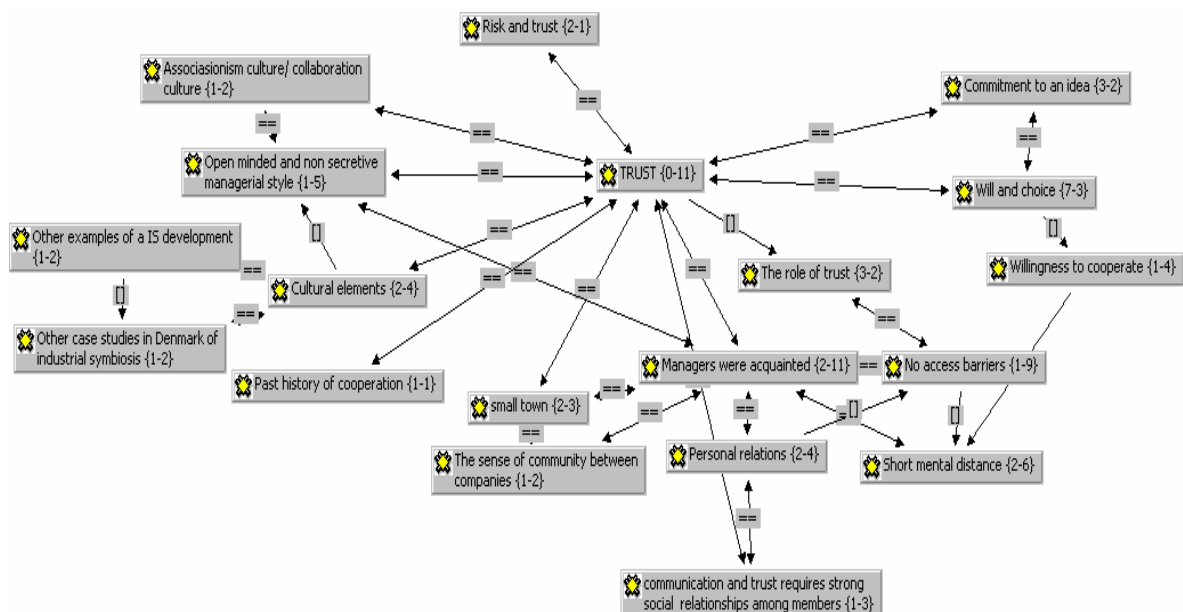 Risk and trust {2-1}
Associasionism culture/ collaboration
culture {1-2}
Commitment to an idea {3-2}
==
==
==
==
==
Open minded and non secretive
managerial style {1-5}
==
TRUST {0-11}
==
Will and choice {7-3}
Other examples of a IS development
{1-2}
[]
==
[]
[]
==
Cultural elements {2-4}
==
==
==
==
The role of trust {3-2}
Willingness to cooperate {1-4}
[]
==
==
Other case studies in Denmark of
industrial symbiosis {1-2}
==
Past history of cooperation {1-1}
Managers were acquainted {2-11}
==
No access barriers {1-9}
small town {2-3}
==
==
==
[]
[]
==
The sense of community between
companies {1-2}
Personal relations {2-4}
Short mental distance {2-6}
==
communication and trust requires strong
social relationships among members {1-3}